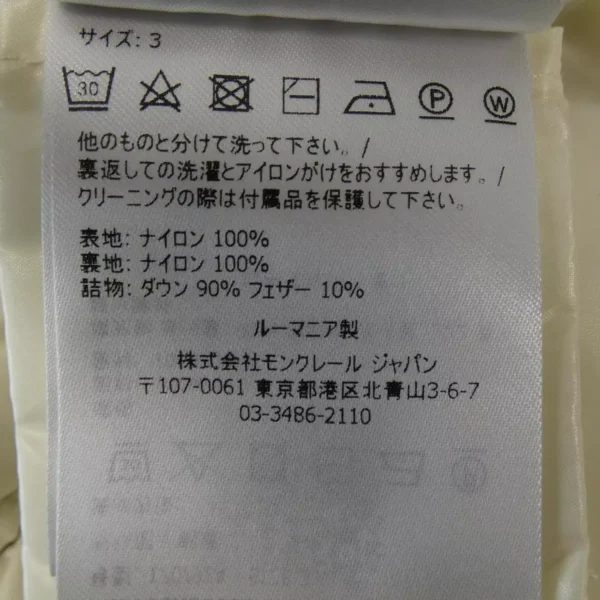 サイズ: 3
30 P W
他のものと分けて洗って下さい。/
裏返しての洗濯とアイロンがけをおすすめします。/
クリーニングの際は付属品を保護して下さい。
表地: ナイロン 100%
裏地: ナイロン 100%
詰物: ダウン 90% フェザー 10%
ルーマニア製
株式会社モンクレール ジャパン
〒107-0061 東京都港区北青山3-6-7
03-3486-2110